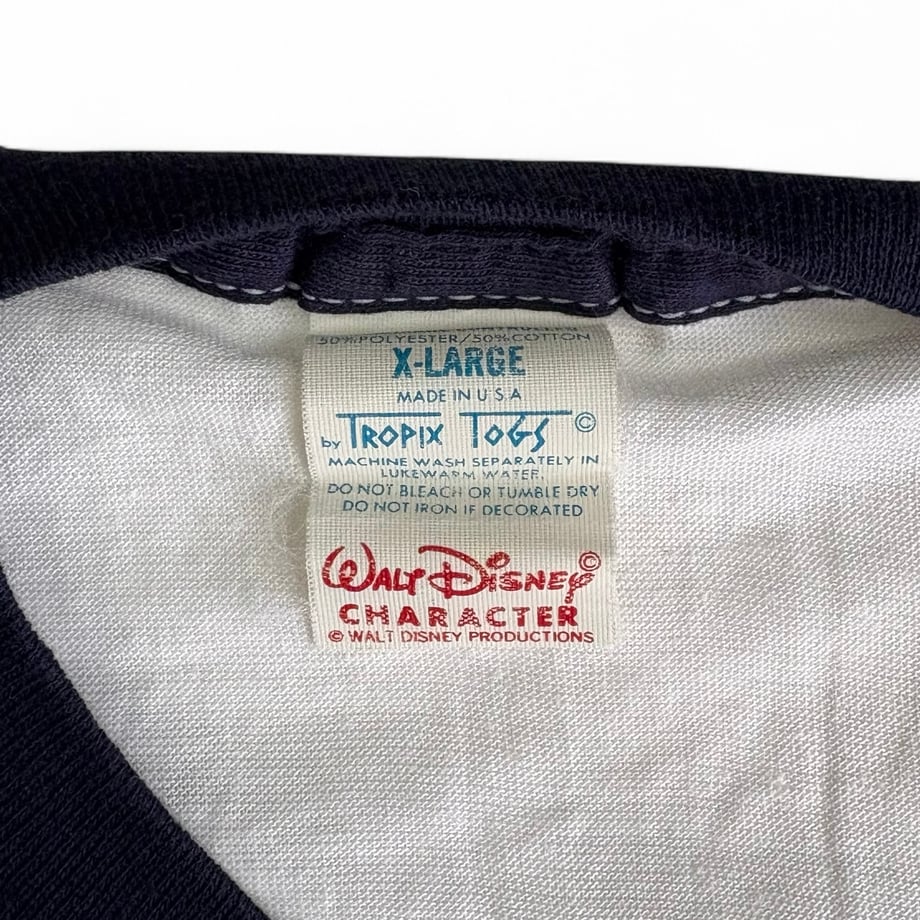 50% POLYESTER/50% COTTON
X-LARGE
MADE IN U.S.A
by TROPIX TOGS ©
MACHINE WASH SEPARATELY IN
LUKEWARM WATER
DO NOT BLEACH OR TUMBLE DRY
DO NOT IRON IF DECORATED
WALT DISNEY ©
CHARACTER
© WALT DISNEY PRODUCTIONS